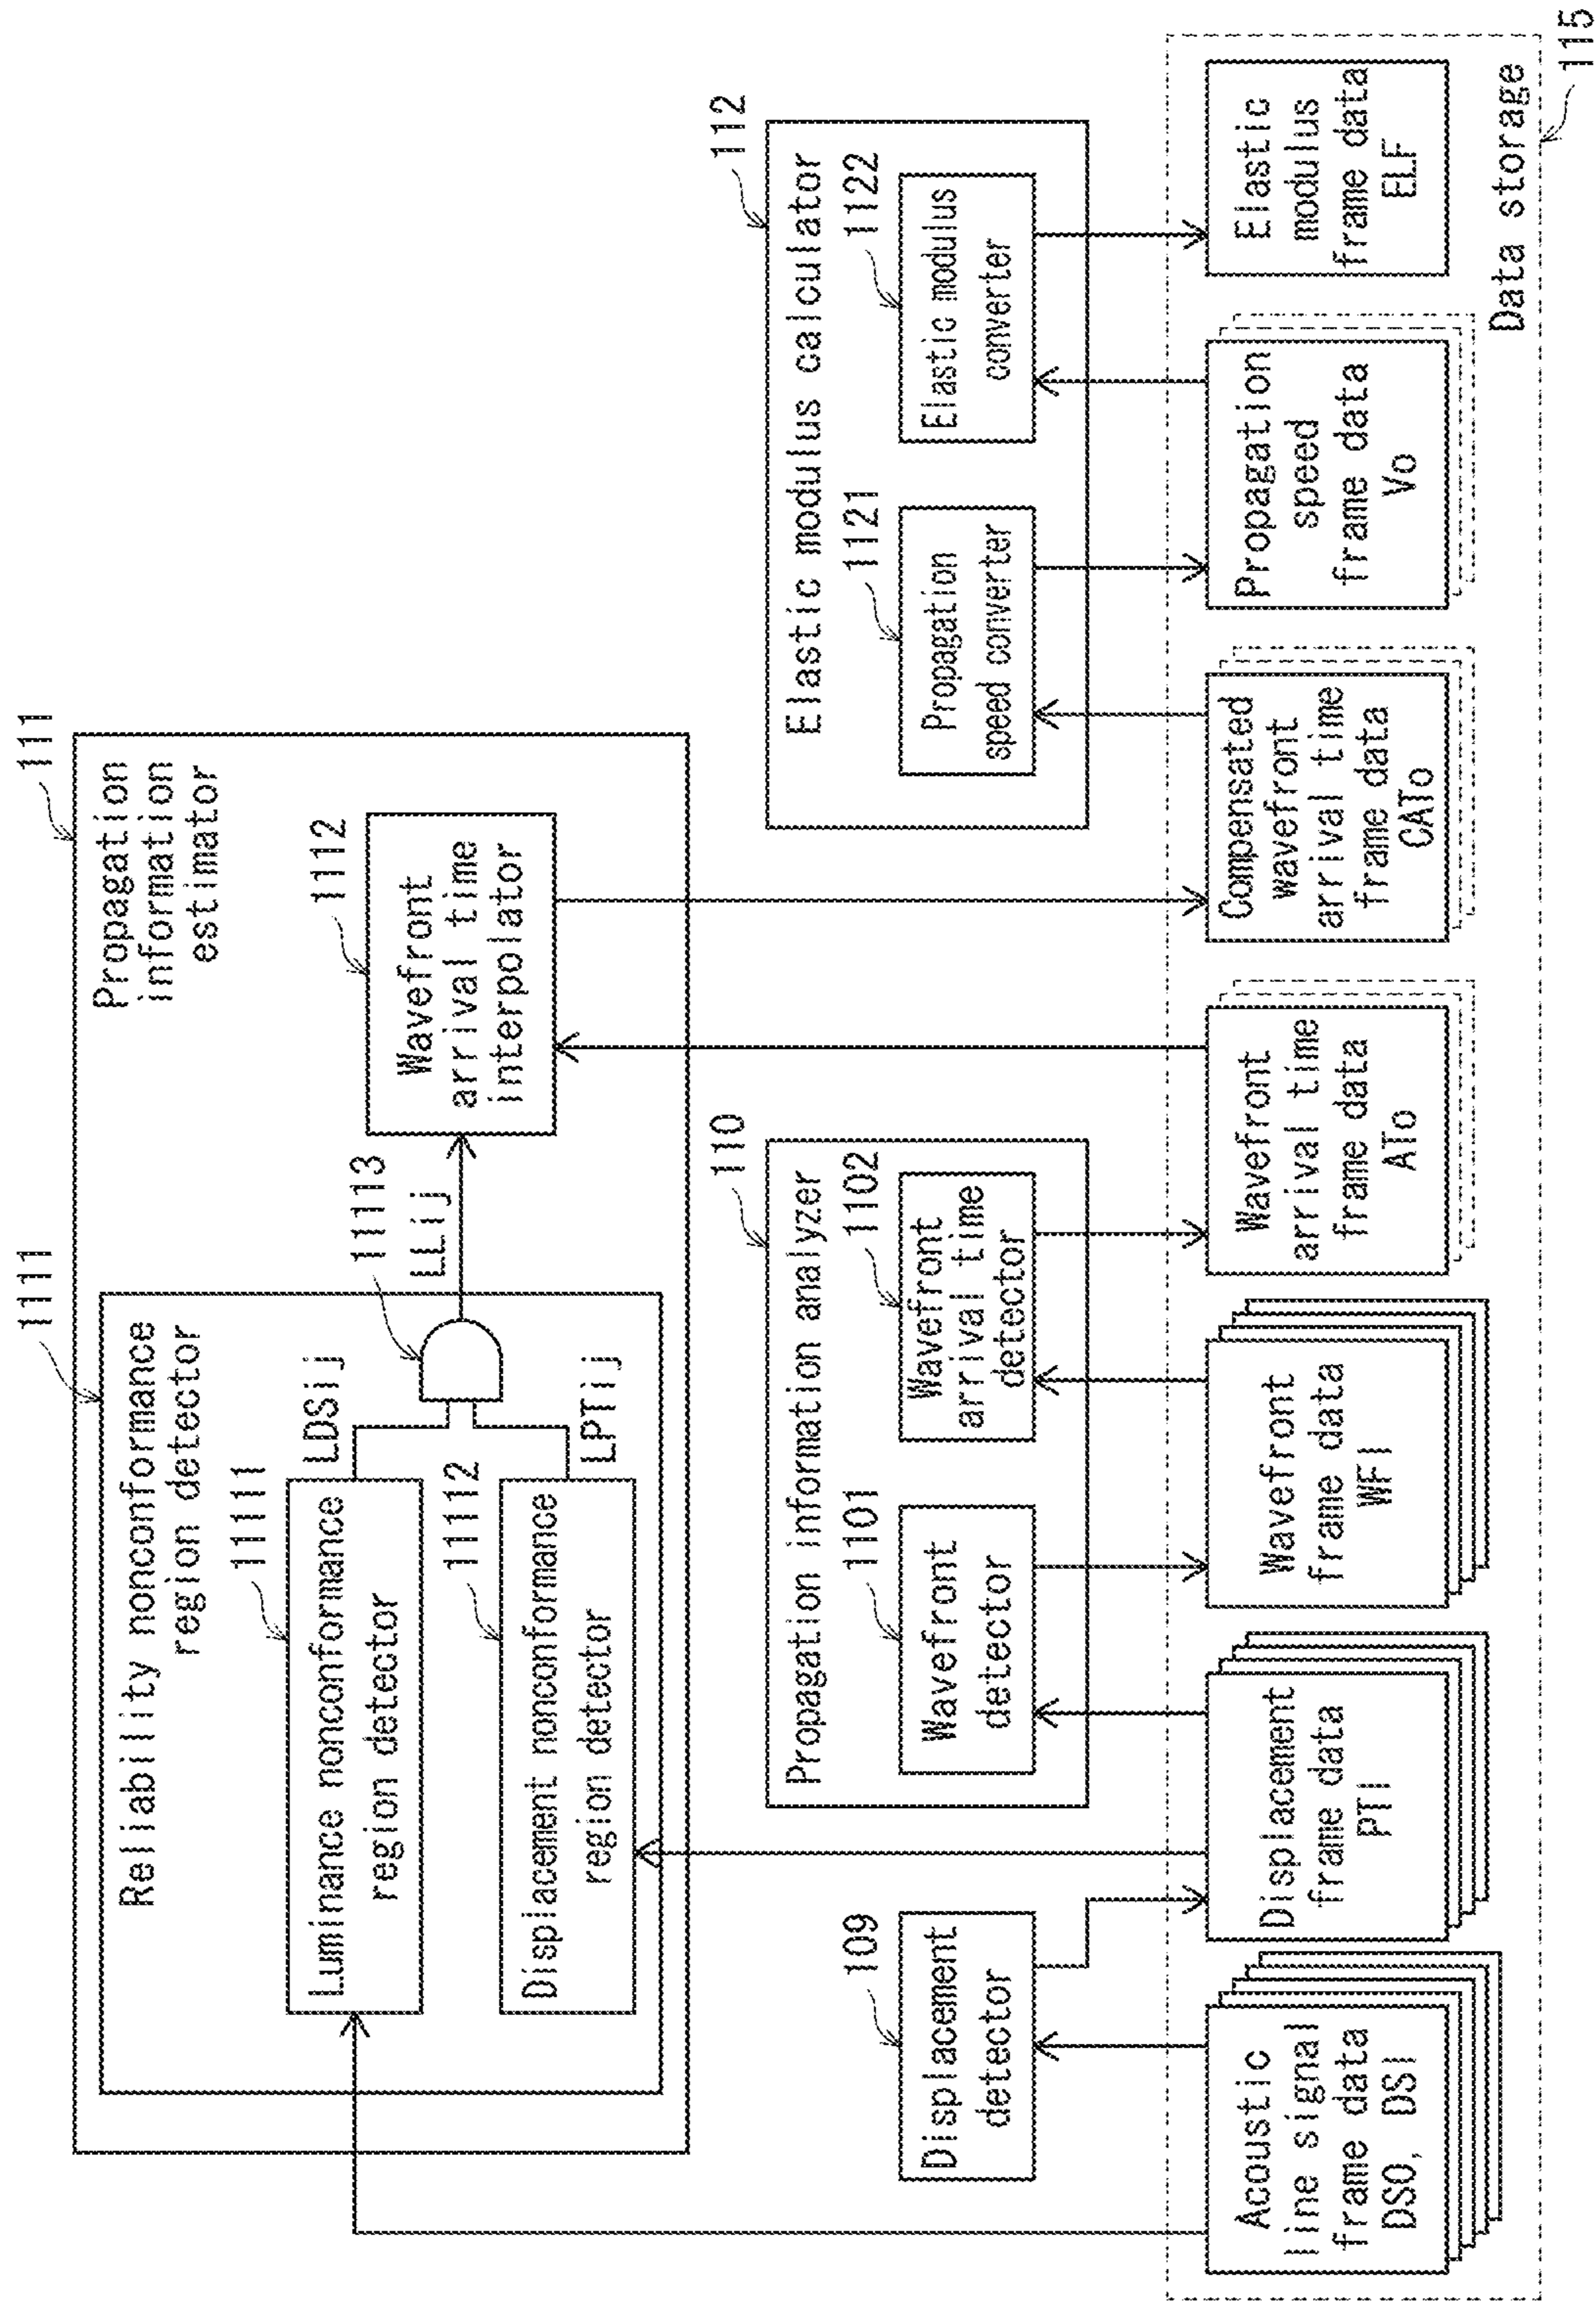 111
Propagation
information
estimator
1111
Reliability nonconformance
region detector
11111
Luminance nonconformance
region detector
LDSij
11112
Displacement nonconformance
region detector
LPTij
11113
LLij
1112
Wavefront
arrival time
interpolator
109
Displacement
detector
110
Propagation information analyzer
1101
Wavefront
detector
1102
Wavefront
arrival time
detector
112
Elastic modulus calculator
1121
Propagation
speed converter
1122
Elastic modulus
converter
Acoustic
line signal
frame data
DS0, DSl
Displacement
frame data
PTl
Wavefront
frame data
WFl
Wavefront
arrival time
frame data
ATo
Compensated
wavefront
arrival time
frame data
CATo
Propagation
speed
frame data
Vo
Elastic
modulus
frame data
ELF
Data storage
115